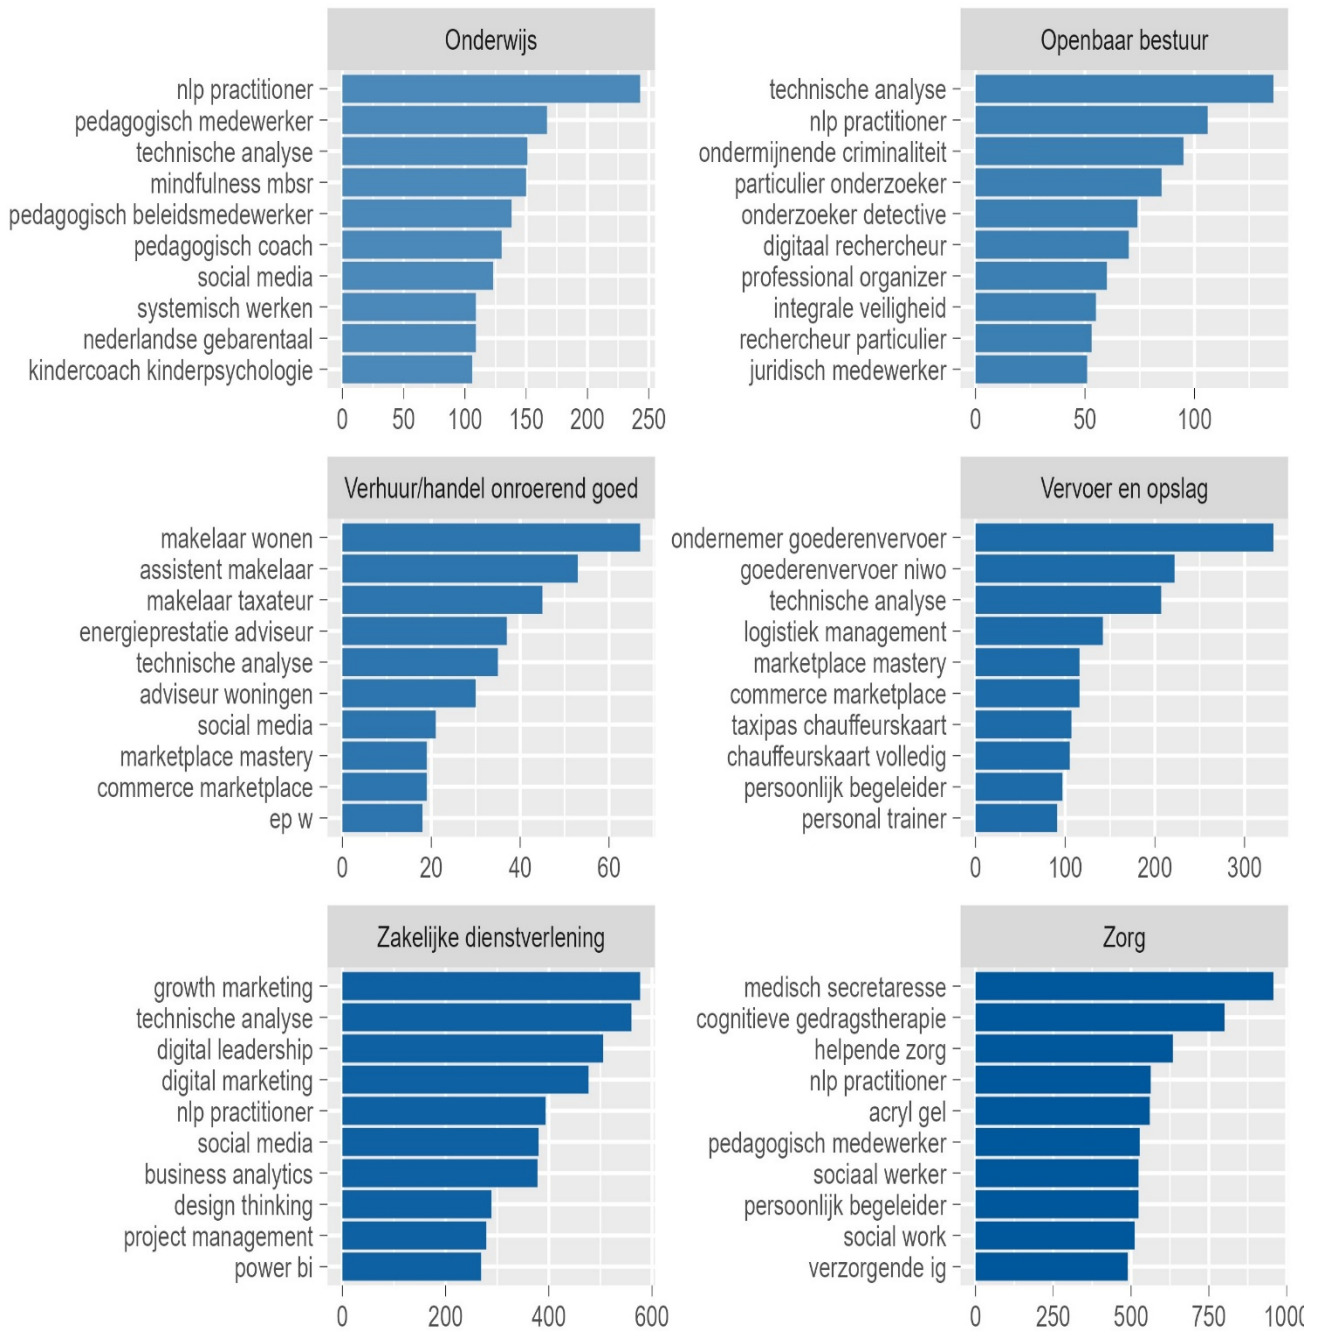 Onderwijs
nlp practitioner
pedagogisch medewerker
technische analyse
mindfulness mbsr
pedagogisch beleidsmedewerker
pedagogisch coach
social media
systemisch werken
nederlandse gebarentaal
kindercoach kinderpsychologie
0 50 100 150 200 250
Openbaar bestuur
technische analyse
nlp practitioner
ondermijnende criminaliteit
particulier onderzoeker
onderzoeker detective
digitaal rechercheur
professional organizer
integrale veiligheid
rechercheur particulier
juridisch medewerker
0 50 100
Verhuur/handel onroerend goed
makelaar wonen
assistent makelaar
makelaar taxateur
energieprestatie adviseur
technische analyse
adviseur woningen
social media
marketplace mastery
commerce marketplace
ep w
0 20 40 60
Vervoer en opslag
ondernemer goederenvervoer
goederenvervoer niwo
technische analyse
logistiek management
marketplace mastery
commerce marketplace
taxipas chauffeurskaart
chauffeurskaart volledig
persoonlijk begeleider
personal trainer
0 100 200 300
Zakelijke dienstverlening
growth marketing
technische analyse
digital leadership
digital marketing
nlp practitioner
social media
business analytics
design thinking
project management
power bi
0 200 400 600
Zorg
medisch secretaresse
cognitieve gedragstherapie
helpende zorg
nlp practitioner
acryl gel
pedagogisch medewerker
sociaal werker
persoonlijk begeleider
social work
verzorgende ig
0 250 500 750 1000